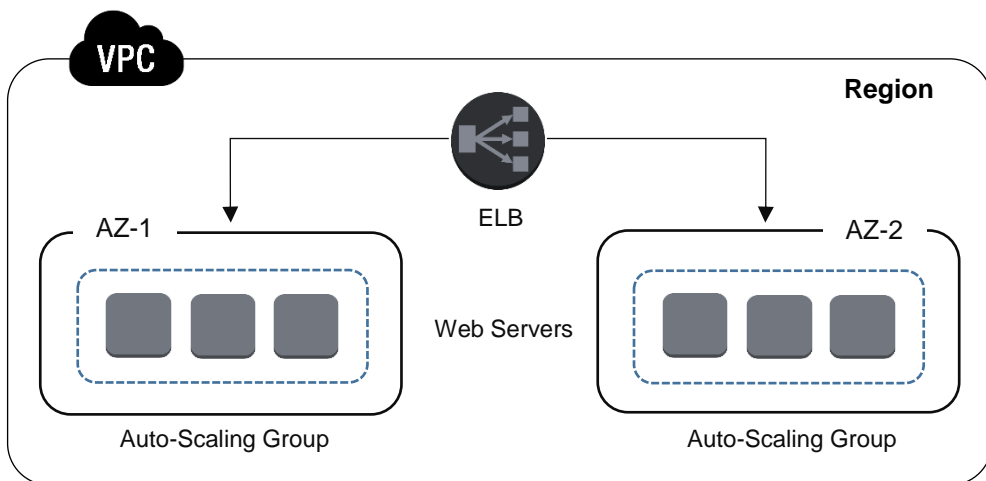 VPC
Region
ELB
AZ-1
AZ-2
Web Servers
Auto-Scaling Group
Auto-Scaling Group